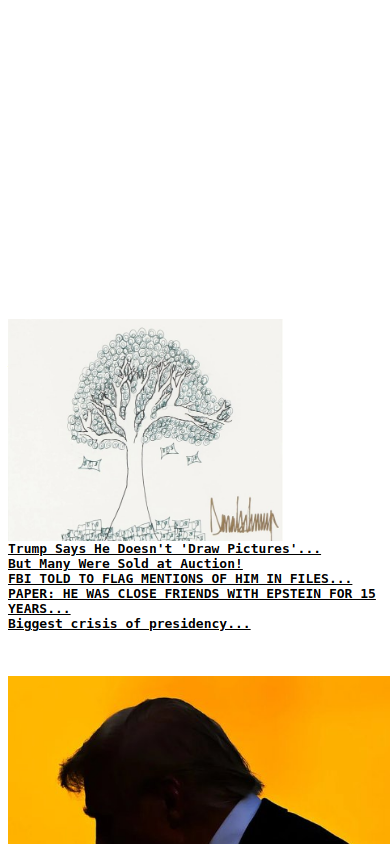 Trump Says He Doesn't 'Draw Pictures'...
But Many Were Sold at Auction!
FBI TOLD TO FLAG MENTIONS OF HIM IN FILES...
PAPER: HE WAS CLOSE FRIENDS WITH EPSTEIN FOR 15
YEARS...
Biggest crisis of presidency...